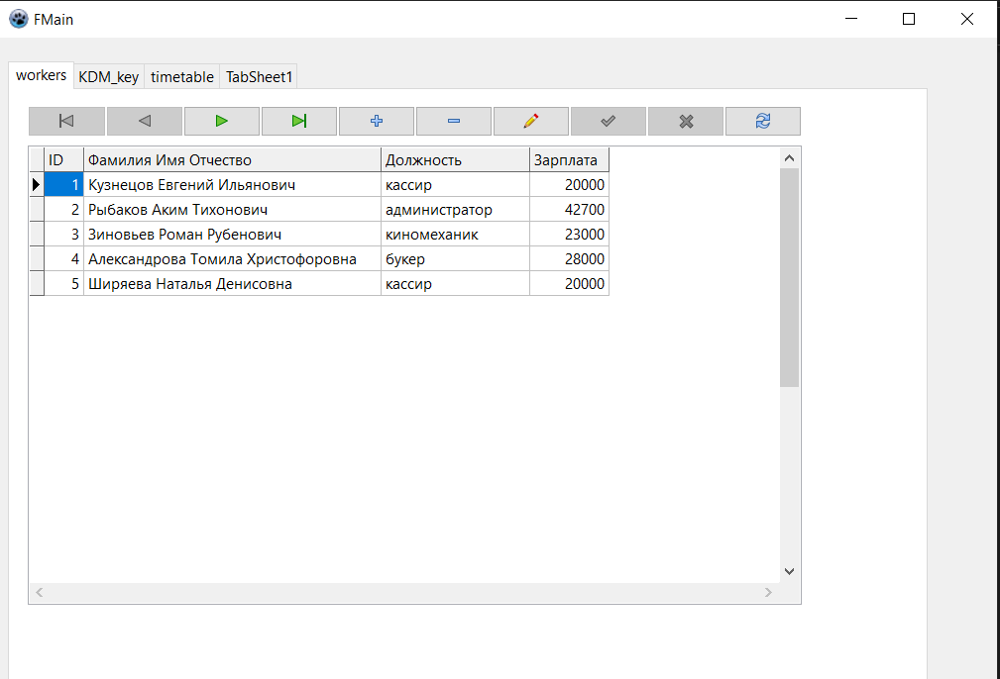 FMain
workers KDM_key timetable TabSheet1
ID Фамилия Имя Отчество Должность Зарплата
1 Кузнецов Евгений Ильянович кассир 20000
2 Рыбаков Аким Тихонович администратор 42700
3 Зиновьев Роман Рубенович киномеханик 23000
4 Александрова Томила Христофоровна букер 28000
5 Ширяева Наталья Денисовна кассир 20000